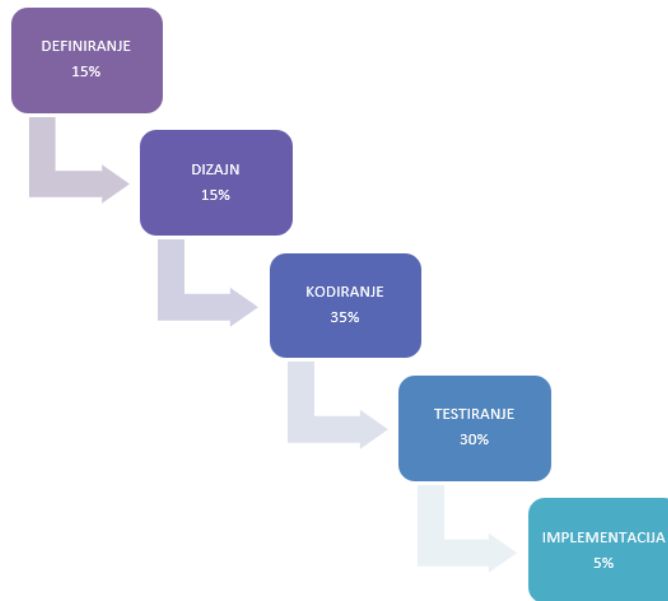 DEFINIRANJE
15%
DIZAJN
15%
KODIRANJE
35%
TESTIRANJE
30%
IMPLEMENTACIJA
5%